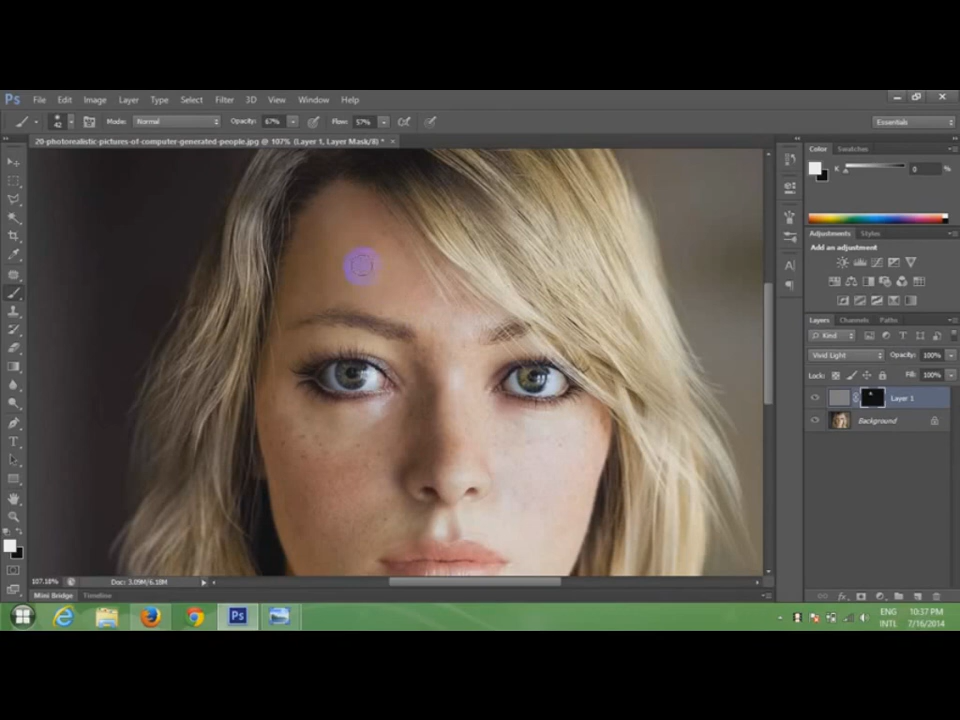 Ps File Edit Image Layer Type Select Filter 3D View Window Help
42 Mode: Normal Opacity: 67% Flow: 57% Essentials
20-photorealistic-pictures-of-computer-generated-people.jpg @ 107% (Layer 1, Layer Mask/8) * ×
Color Swatches
K 0 %
Adjustments Styles
Add an adjustment
A|
Layers Channels Paths
Kind
Vivid Light Opacity: 100%
Lock: Fill: 100%
Layer 1
Background
T
107.18% Doc: 3.09M/6.18M
Mini Bridge Timeline
Ps ENG 10:37 PM
INTL 7/16/2014